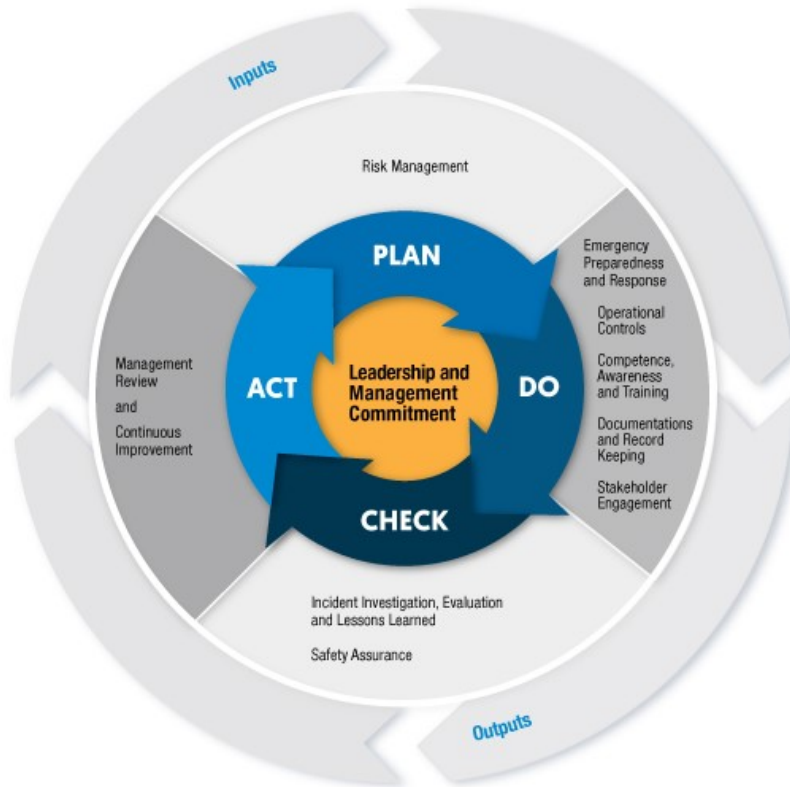 Inputs
Risk Management
PLAN
Emergency
Preparedness
and Response
Operational
Controls
Competence,
Awareness
and Training
Documentations
and Record
Keeping
Stakeholder
Engagement
DO
Leadership and
Management
Commitment
ACT
Management
Review
and
Continuous
Improvement
CHECK
Incident Investigation, Evaluation
and Lessons Learned
Safety Assurance
Outputs